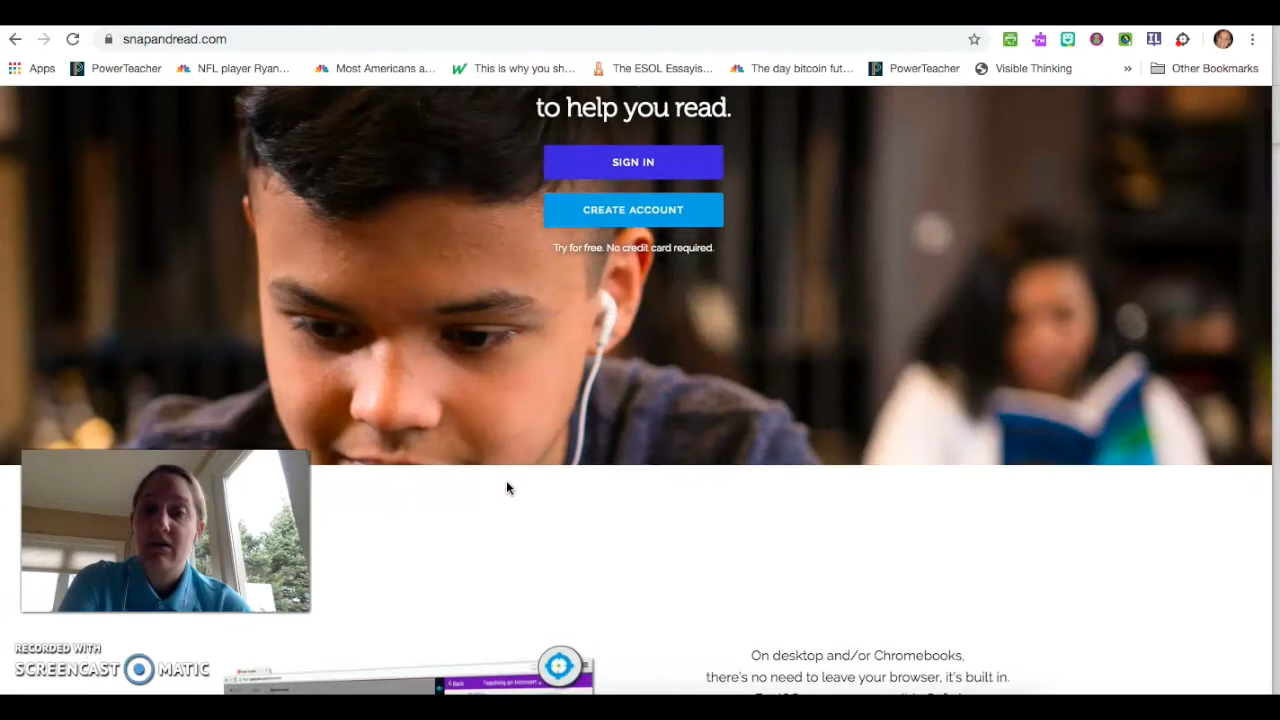 snapandread.com
Apps PowerTeacher NFL player Ryan... Most Americans a... This is why you sh... The ESOL Essayis... The day bitcoin fut... PowerTeacher Visible Thinking » Other Bookmarks
to help you read.
SIGN IN
CREATE ACCOUNT
Try for free. No credit card required.
RECORDED WITH
SCREENCAST MATIC
On desktop and/or Chromebooks,
there's no need to leave your browser, it's built in.
Back